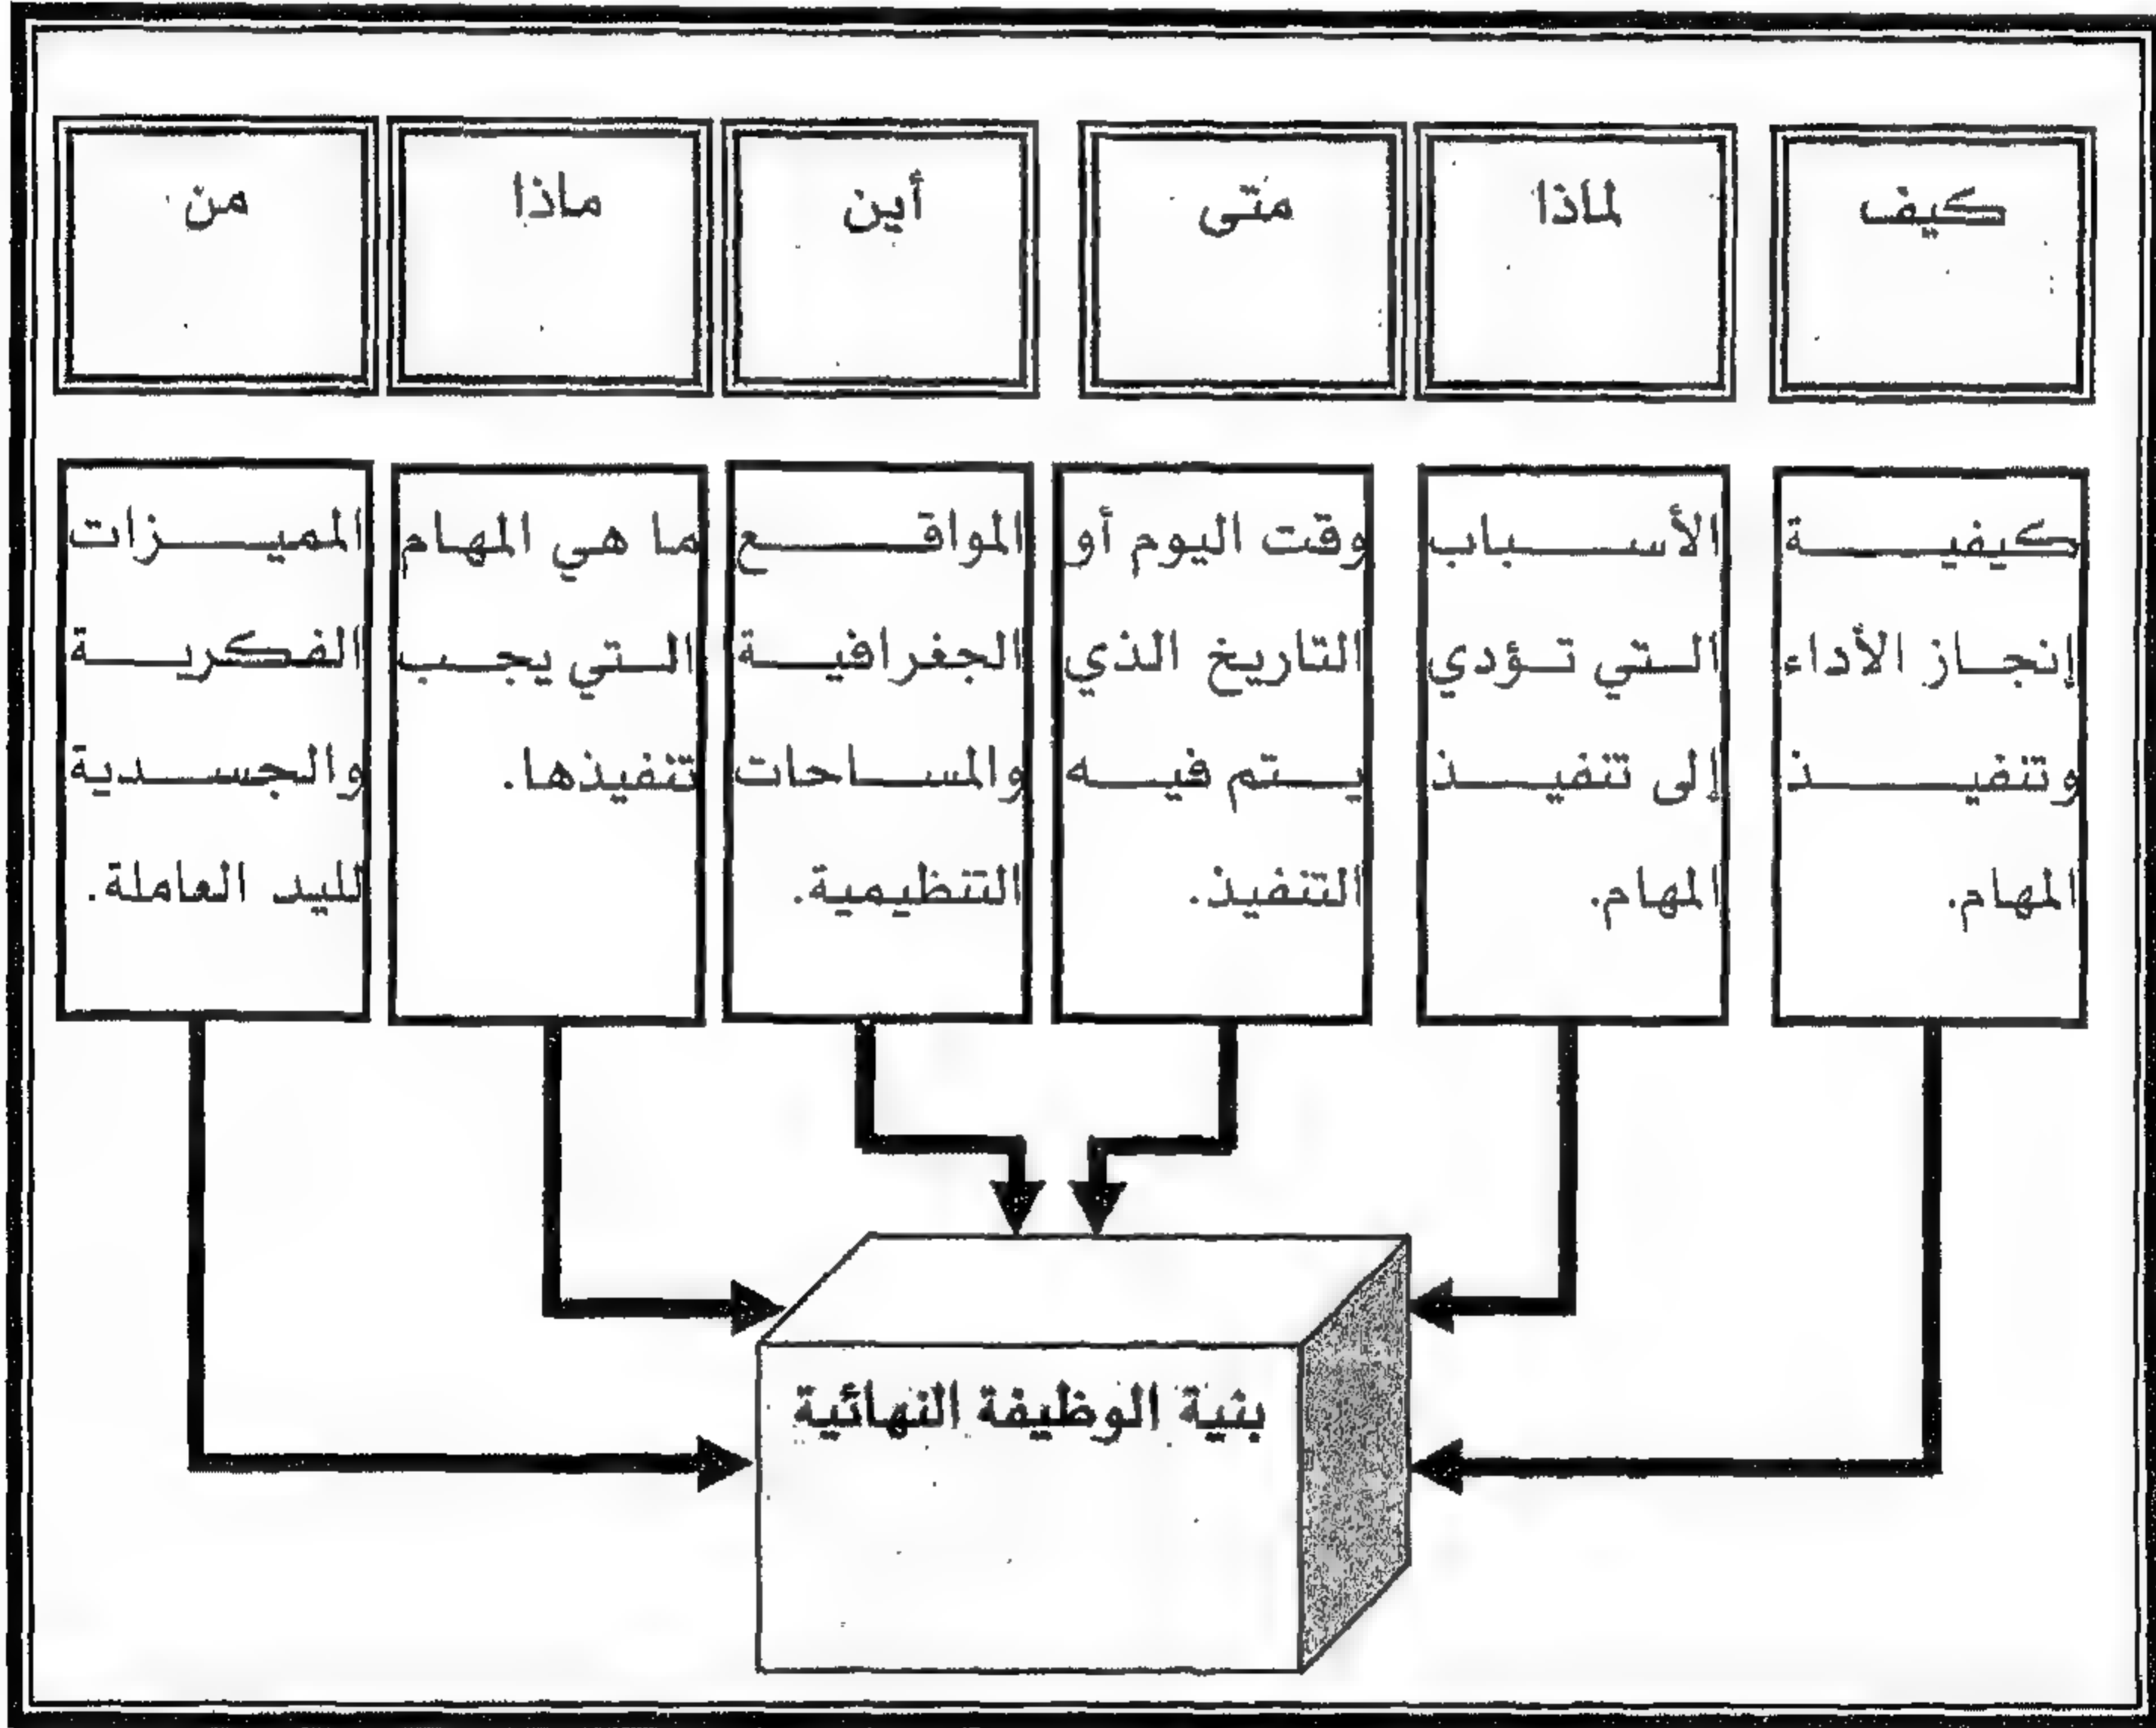 كيف
لماذا
متى
أين
ماذا
من
كيفية
إنجاز الأداء
وتنفيذ
المهام.
الأسباب
التي تؤدي
إلى تنفيذ
المهام.
وقت اليوم أو
التاريخ الذي
يتم فيه
التنفيذ.
المواقع
الجغرافية
والمساحات
التنظيمية.
ما هي المهام
التي يجب
تنفيذها.
المميزات
الفكرية
والجسدية
لليد العاملة.
بنية الوظيفة النهائية